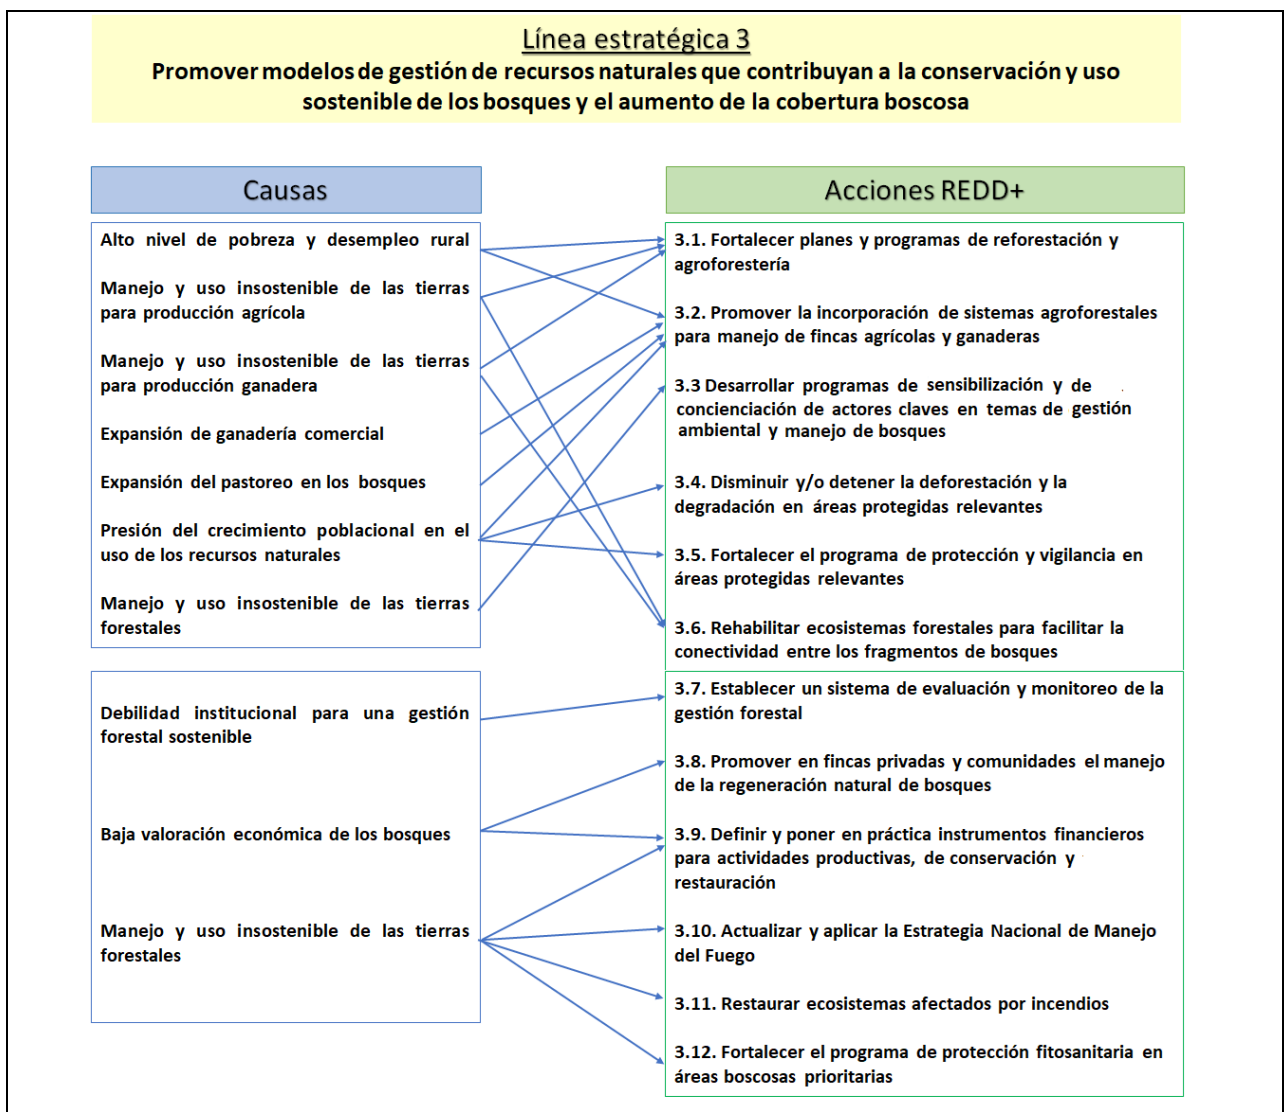 Línea estratégica 3
Promover modelos de gestión de recursos naturales que contribuyan a la conservación y uso
sostenible de los bosques y el aumento de la cobertura boscosa
Causas
Alto nivel de pobreza y desempleo rural
Manejo y uso insostenible de las tierras
para producción agrícola
Manejo y uso insostenible de las tierras
para producción ganadera
Expansión de ganadería comercial
Expansión del pastoreo en los bosques
Presión del crecimiento poblacional en el
uso de los recursos naturales
Manejo y uso insostenible de las tierras
forestales
Debilidad institucional para una gestión
forestal sostenible
Baja valoración económica de los bosques
Manejo y uso insostenible de las tierras
forestales
Acciones REDD+
3.1. Fortalecer planes y programas de reforestación y
agroforestería
3.2. Promover la incorporación de sistemas agroforestales
para manejo de fincas agrícolas y ganaderas
3.3 Desarrollar programas de sensibilización y de
concienciación de actores claves en temas de gestión
ambiental y manejo de bosques
3.4. Disminuir y/o detener la deforestación y la
degradación en áreas protegidas relevantes
3.5. Fortalecer el programa de protección y vigilancia en
áreas protegidas relevantes
3.6. Rehabilitar ecosistemas forestales para facilitar la
conectividad entre los fragmentos de bosques
3.7. Establecer un sistema de evaluación y monitoreo de la
gestión forestal
3.8. Promover en fincas privadas y comunidades el manejo
de la regeneración natural de bosques
3.9. Definir y poner en práctica instrumentos financieros
para actividades productivas, de conservación y
restauración
3.10. Actualizar y aplicar la Estrategia Nacional de Manejo
del Fuego
3.11. Restaurar ecosistemas afectados por incendios
3.12. Fortalecer el programa de protección fitosanitaria en
áreas boscosas prioritarias